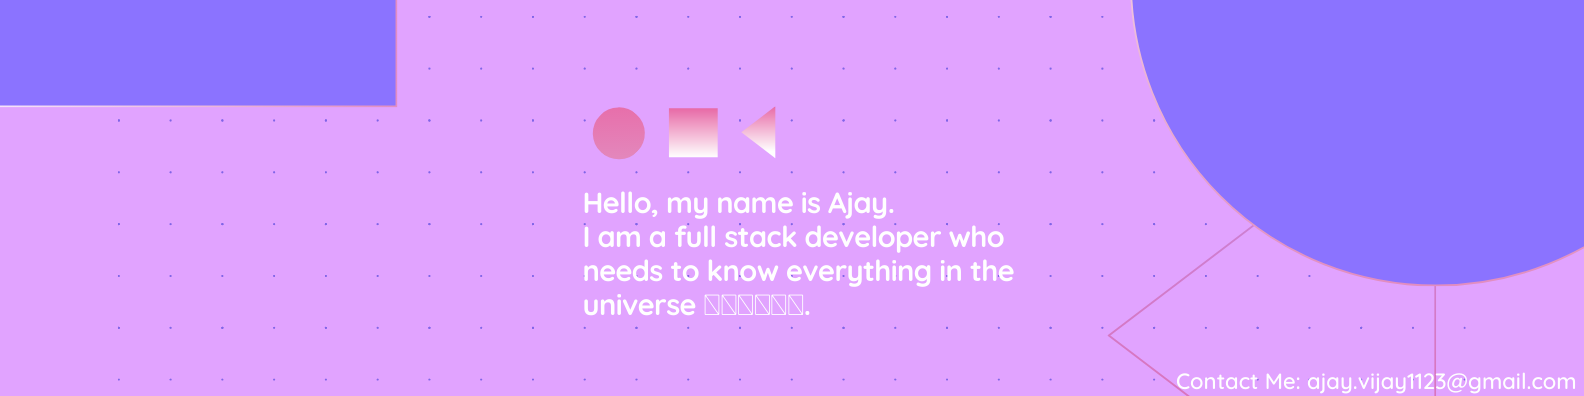 Hello, my name is Ajay.
I am a full stack developer who
needs to know everything in the
universe .
Contact Me: ajay.vijay1123@gmail.com